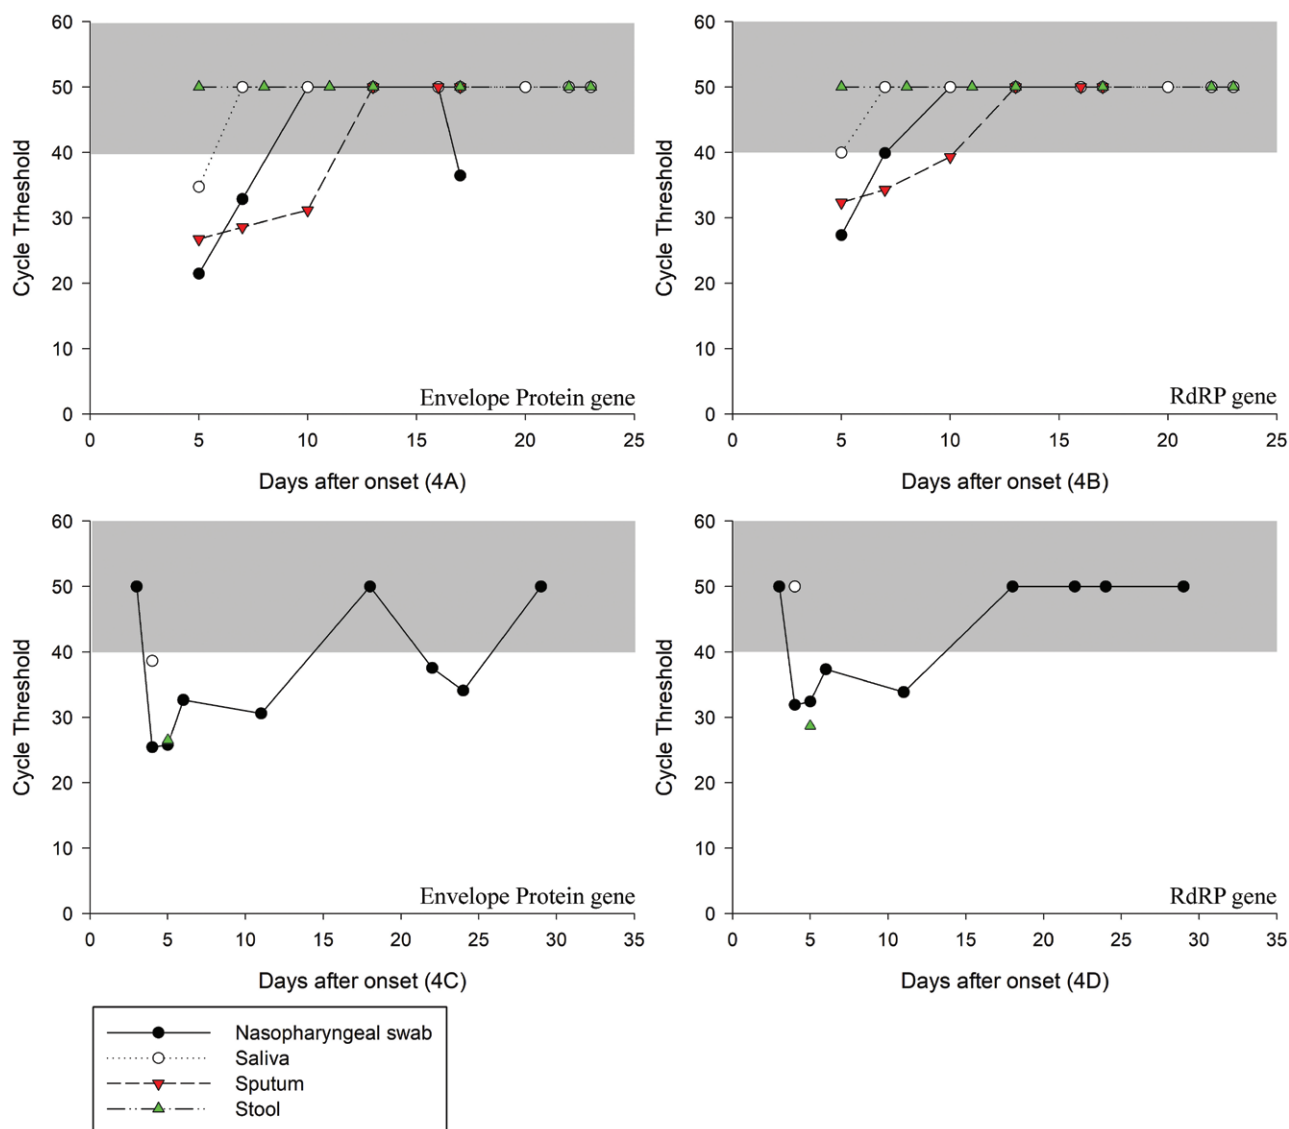 60
50
40
30
20
10
0
Cycle Trheshold
Envelope Protein gene
0 5 10 15 20 25
Days after onset (4A)
60
50
40
30
20
10
0
Cycle Threshold
RdRP gene
0 5 10 15 20 25
Days after onset (4B)
60
50
40
30
20
10
0
Cycle Threshold
Envelope Protein gene
0 5 10 15 20 25 30 35
Days after onset (4C)
60
50
40
30
20
10
0
Cycle Threshold
RdRP gene
0 5 10 15 20 25 30 35
Days after onset (4D)
Nasopharyngeal swab
Saliva
Sputum
Stool